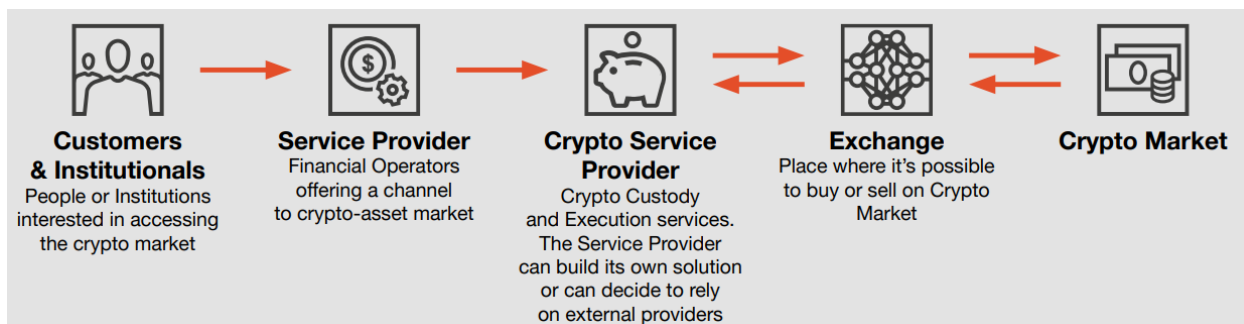 Customers
& Institutionals
People or Institutions
interested in accessing
the crypto market
Service Provider
Financial Operators
offering a channel
to crypto-asset market
Crypto Service
Provider
Crypto Custody
and Execution services.
The Service Provider
can build its own solution
or can decide to rely
on external providers
Exchange
Place where it's possible
to buy or sell on Crypto
Market
Crypto Market